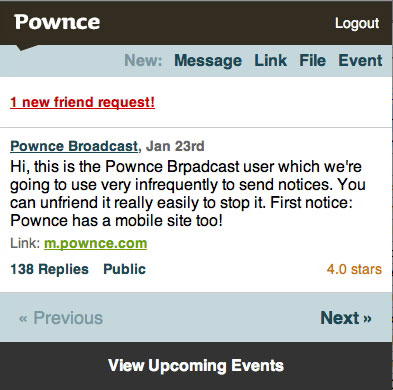 Pownce
Logout
New: Message Link File Event
1 new friend request!
Pownce Broadcast, Jan 23rd
Hi, this is the Pownce Brpadcast user which we're
going to use very infrequently to send notices. You
can unfriend it really easily to stop it. First notice:
Pownce has a mobile site too!
Link: m.pownce.com
138 Replies Public 4.0 stars
« Previous Next »
View Upcoming Events